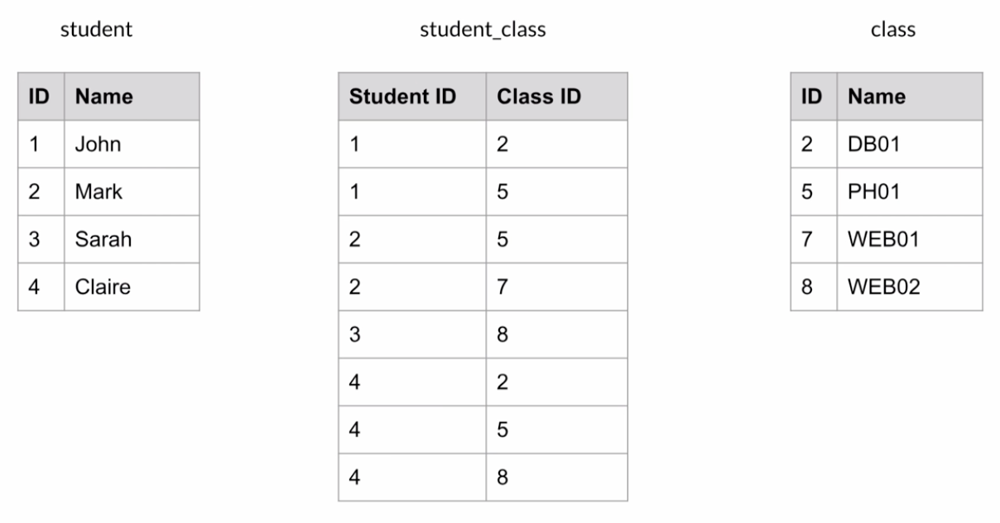 student
ID Name
1 John
2 Mark
3 Sarah
4 Claire
student_class
Student ID Class ID
1 2
1 5
2 5
2 7
3 8
4 2
4 5
4 8
class
ID Name
2 DB01
5 PH01
7 WEB01
8 WEB02